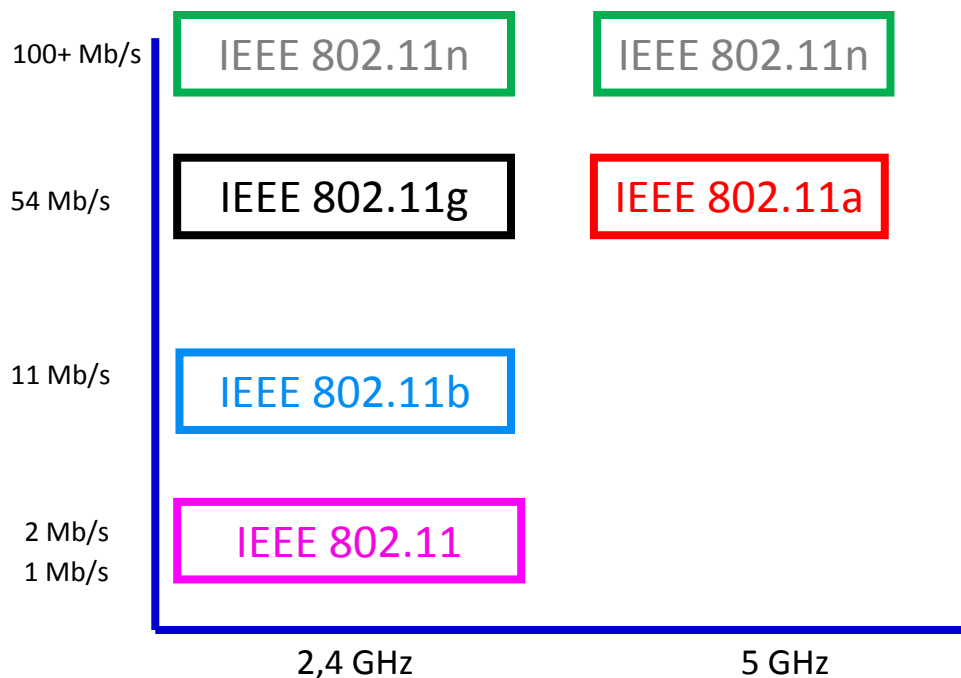 100+ Mb/s IEEE 802.11n IEEE 802.11n
54 Mb/s IEEE 802.11g IEEE 802.11a
11 Mb/s IEEE 802.11b
2 Mb/s IEEE 802.11
1 Mb/s
2,4 GHz 5 GHz